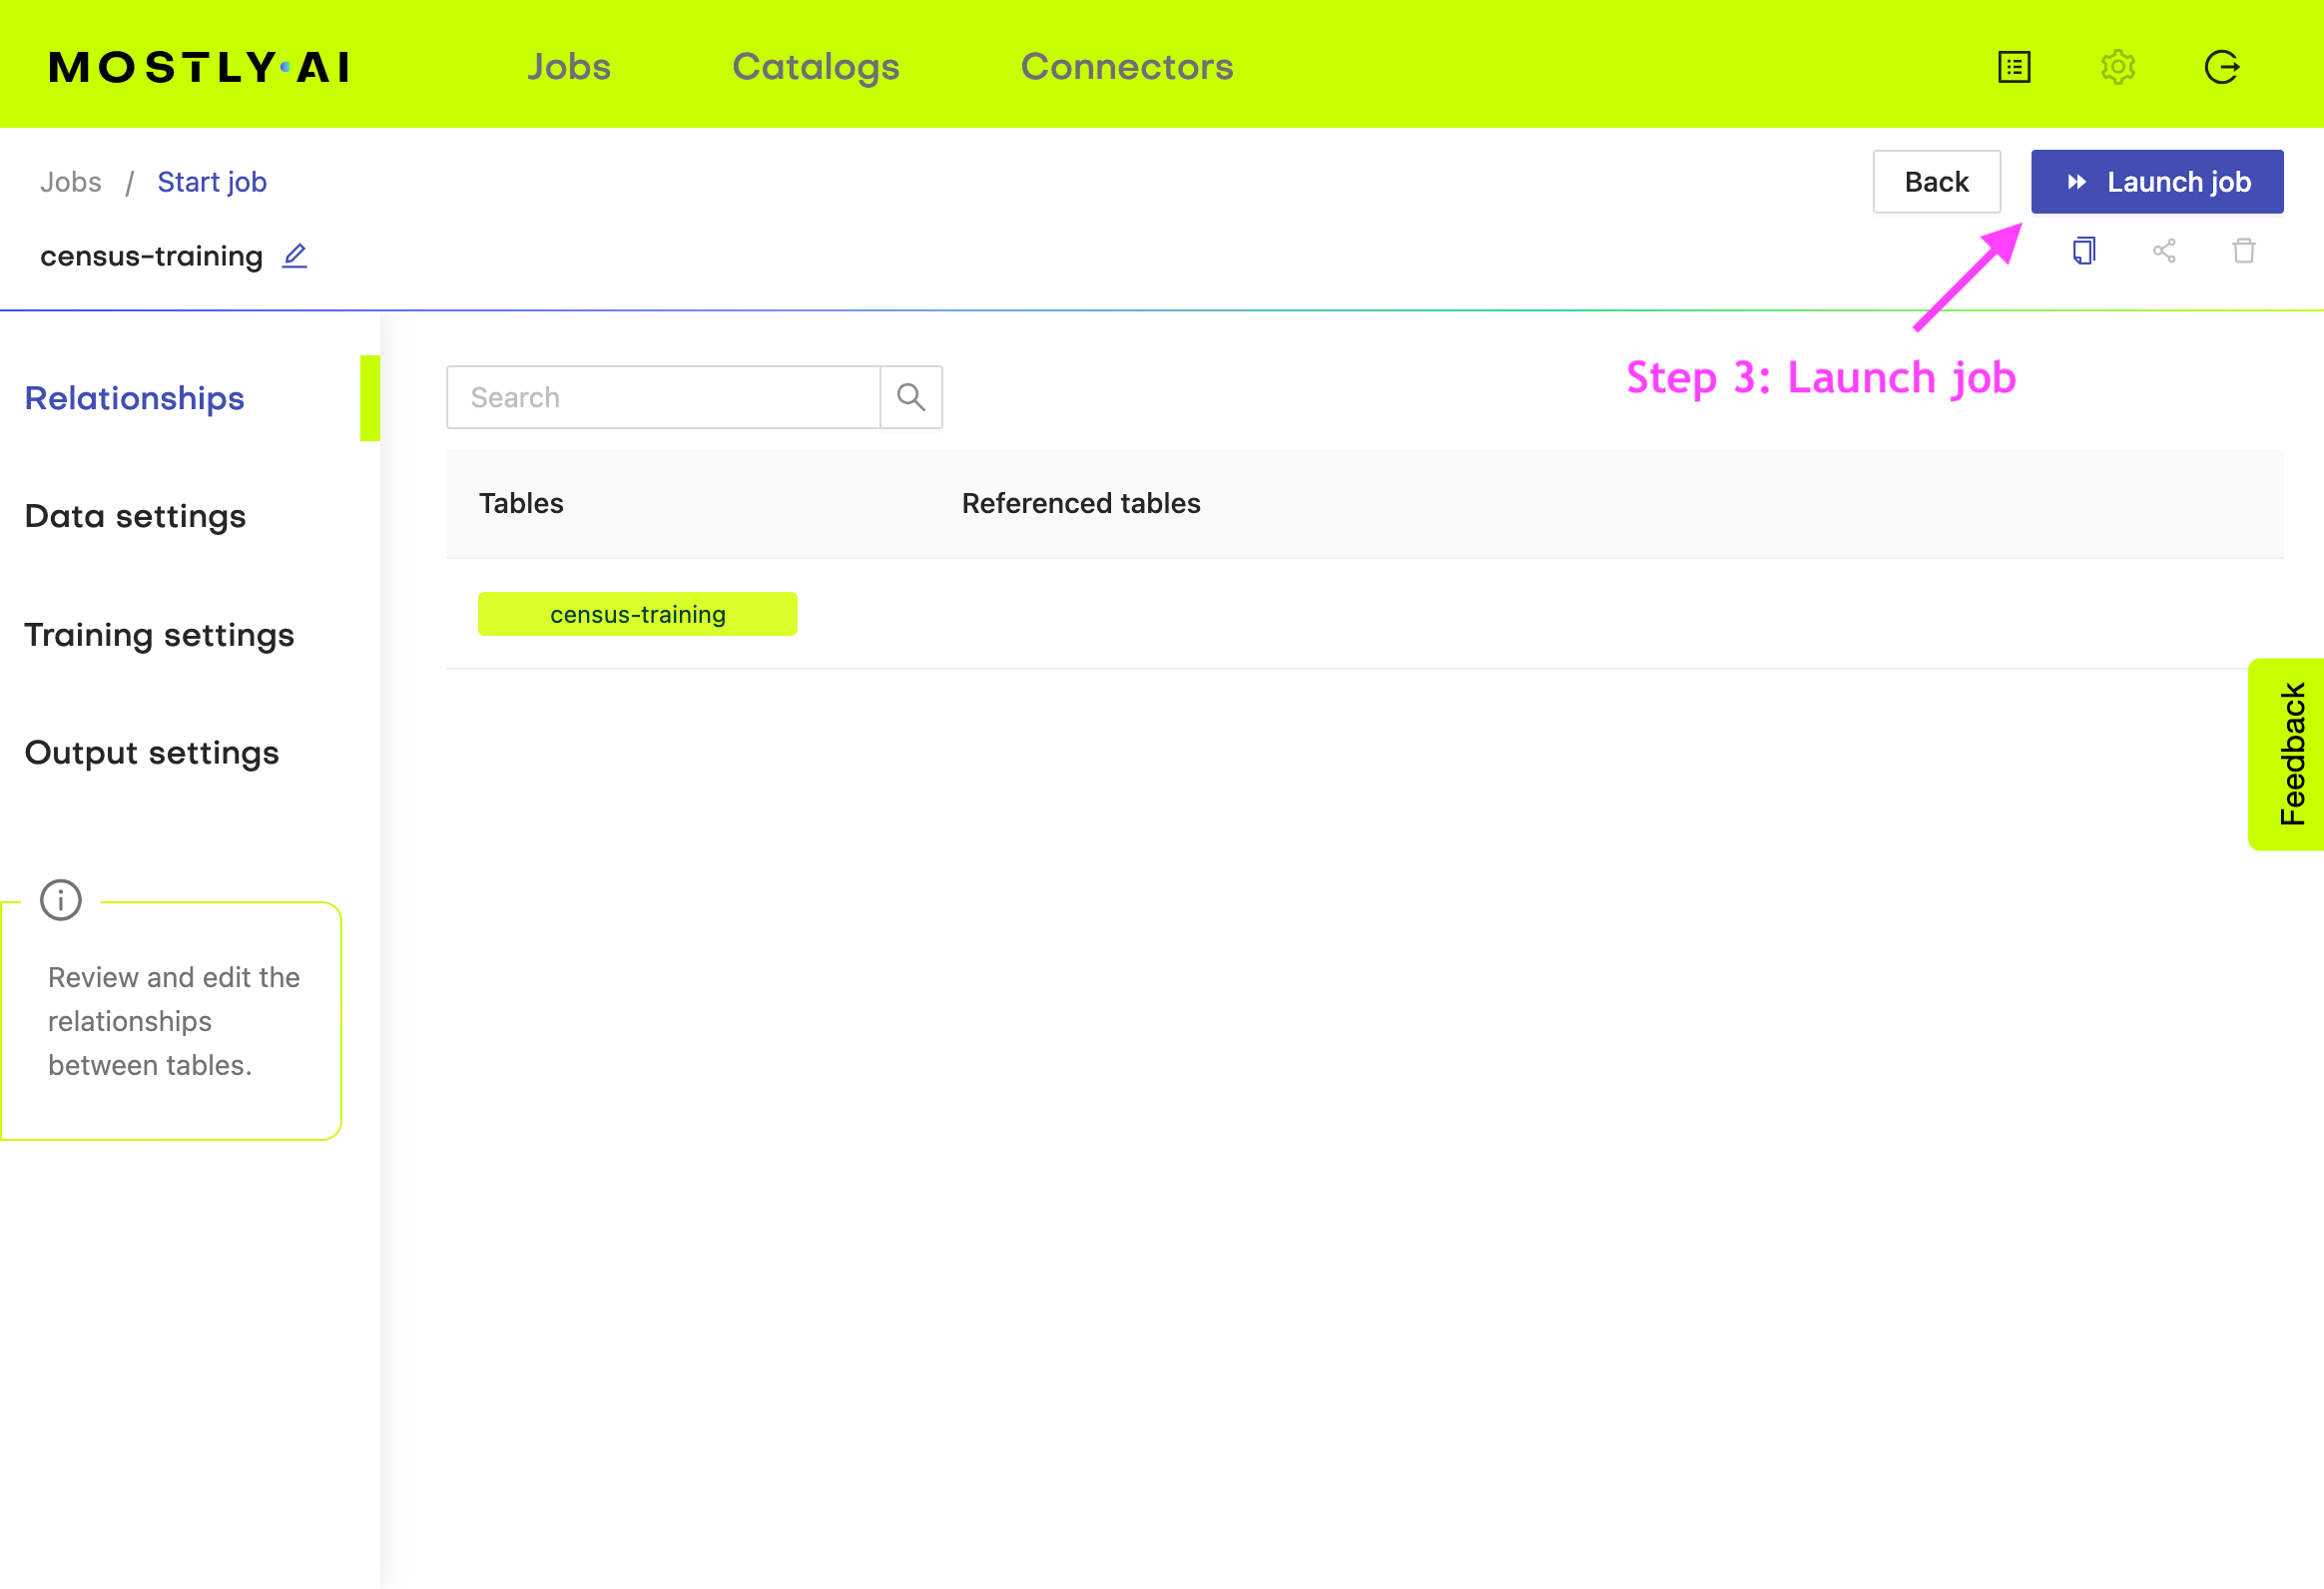 MOSTLY·AI
Jobs
Catalogs
Connectors
Jobs / Start job
Back
Launch job
census-training
Step 3: Launch job
Relationships
Data settings
Training settings
Output settings
Review and edit the
relationships
between tables.
Search
Tables
Referenced tables
census-training
Feedback